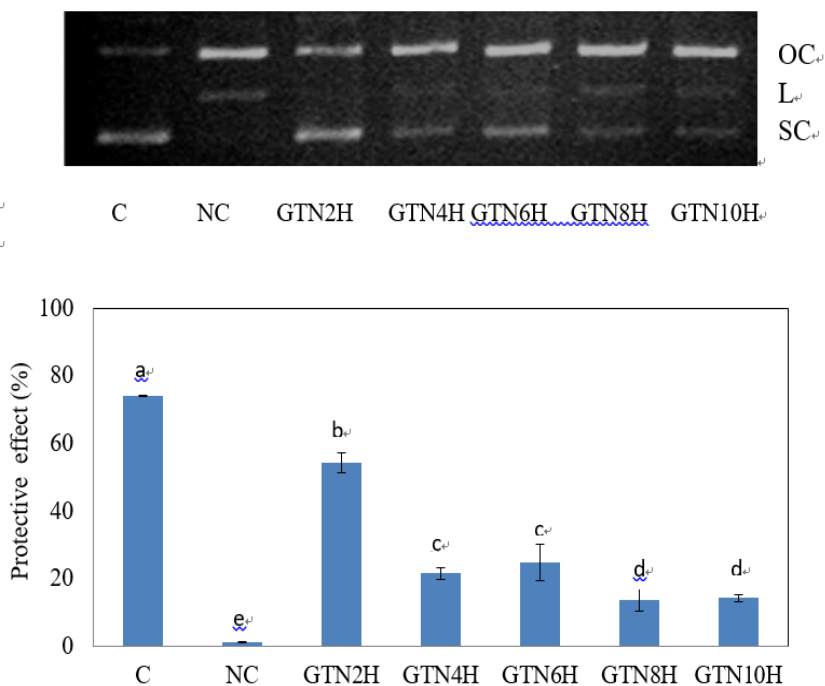 OC
L
SC
C NC GTN2H GTN4H GTN6H GTN8H GTN10H
100
80
60
40
20
0
Protective effect (%)
a
b
c
c
d
d
e
C NC GTN2H GTN4H GTN6H GTN8H GTN10H